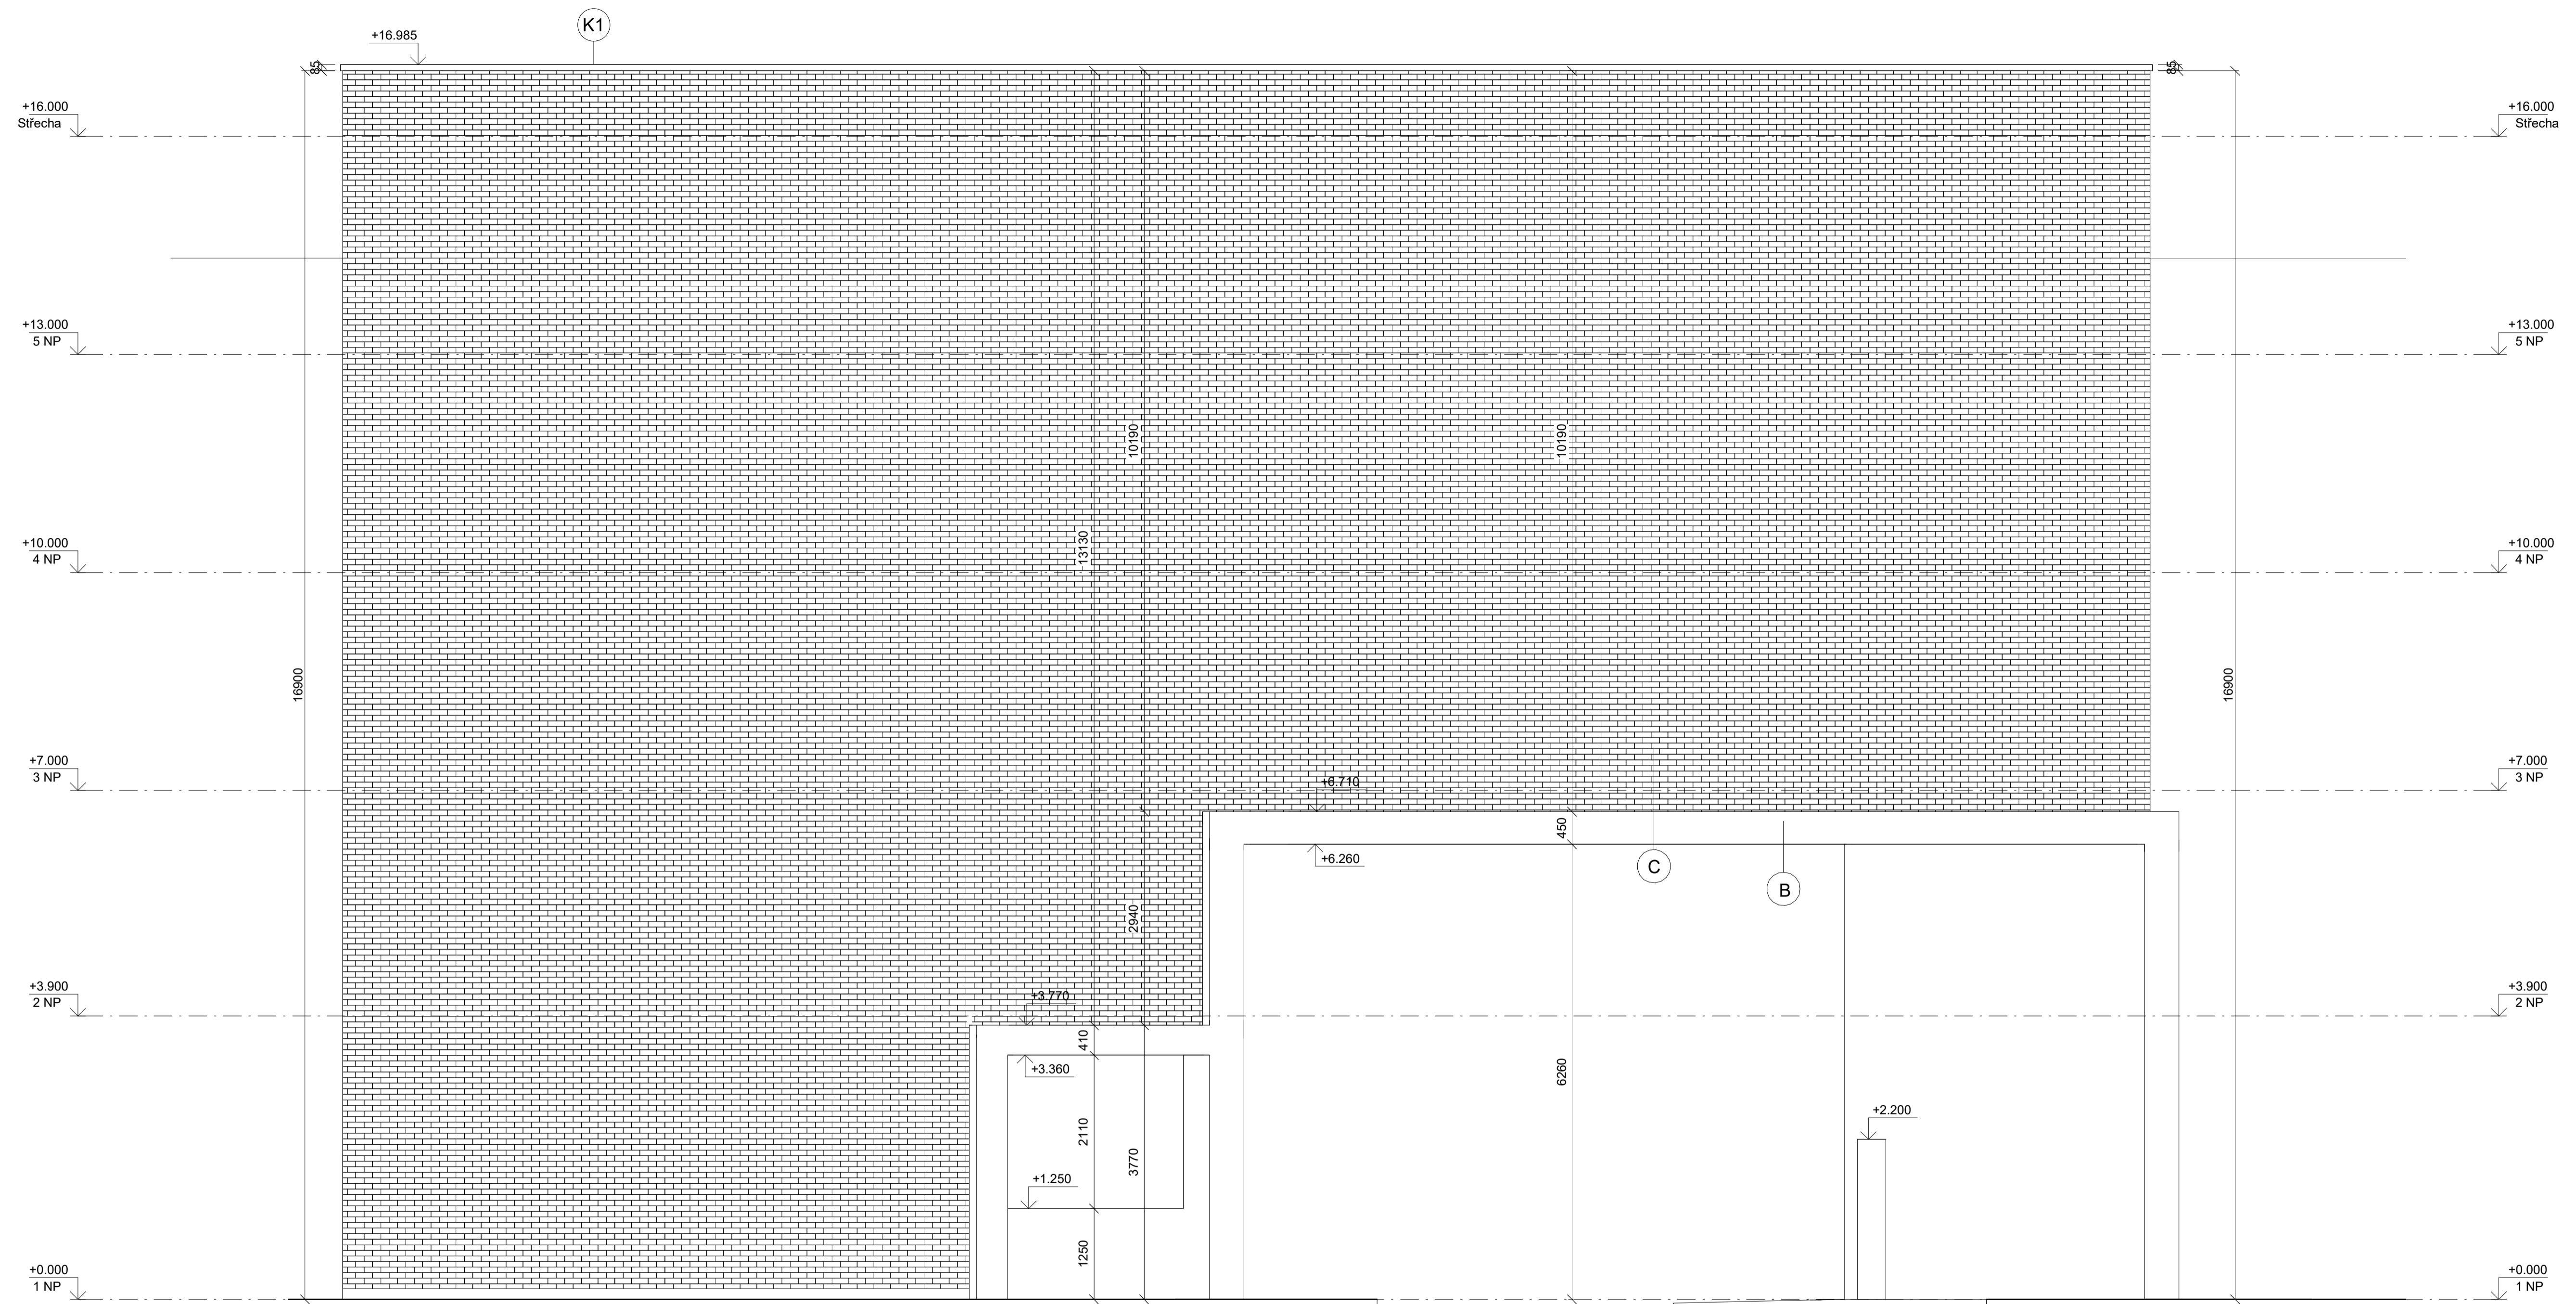 K1
+16.985
85
85
+16.000
Střecha
+16.000
Střecha
+13.000
5 NP
+13.000
5 NP
10190
10190
+10.000
4 NP
13130
+10.000
4 NP
16900
16900
+7.000
3 NP
+6.710
+7.000
3 NP
450
+6.260
C
B
2940
+3.900
2 NP
+3.770
+3.900
2 NP
410
+3.360
6260
2110
+2.200
3770
+1.250
1250
+0.000
1 NP
+0.000
1 NP